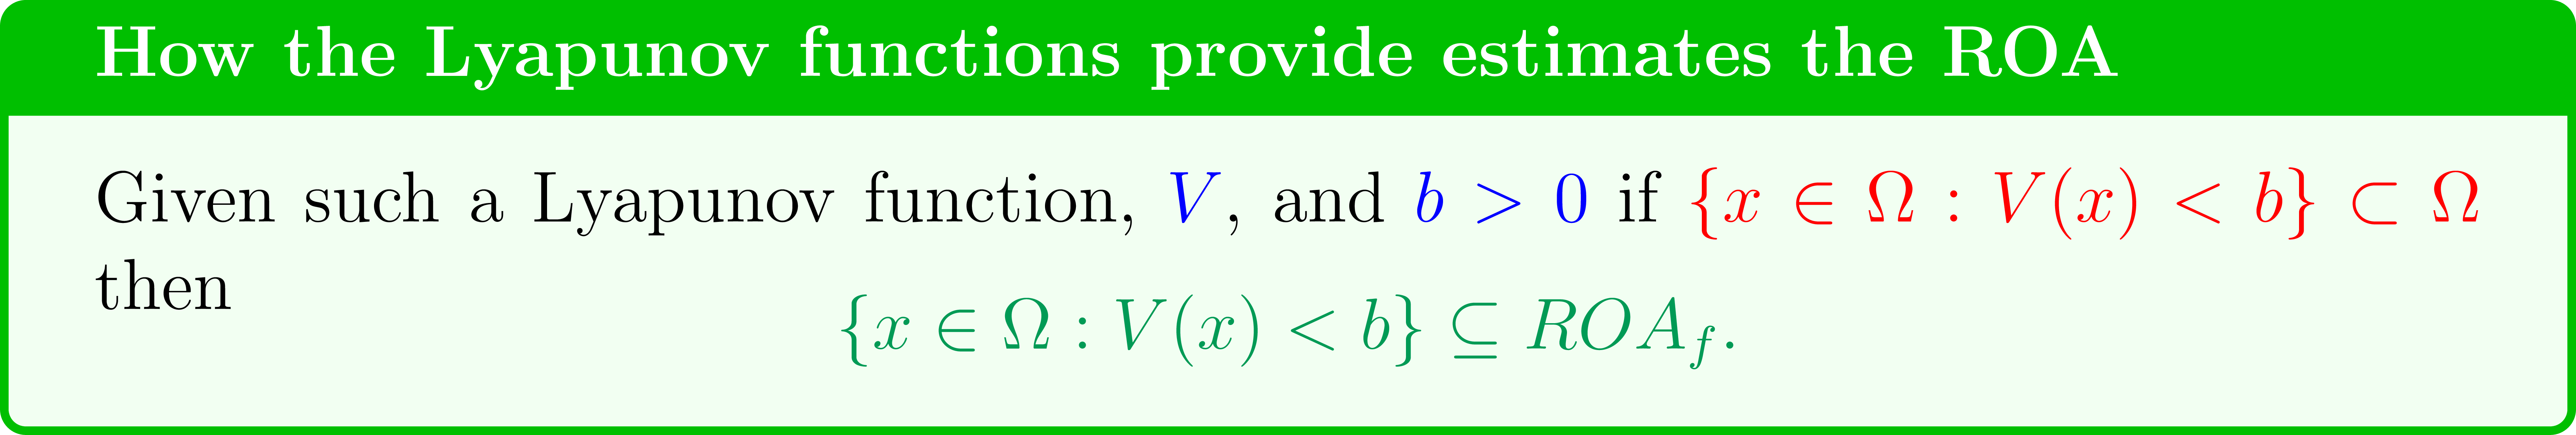 How the Lyapunov functions provide estimates the ROA
Given such a Lyapunov function, V, and b > 0 if {x ∈ Ω : V(x) < b} ⊂ Ω
then
{x ∈ Ω : V(x) < b} ⊆ ROA_f.